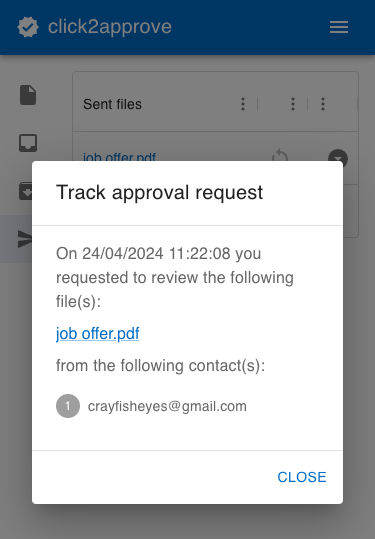 click2approve
Sent files
job offer.pdf
Track approval request
On 24/04/2024 11:22:08 you
requested to review the following
file(s):
job offer.pdf
from the following contact(s):
1 crayfisheyes@gmail.com
CLOSE